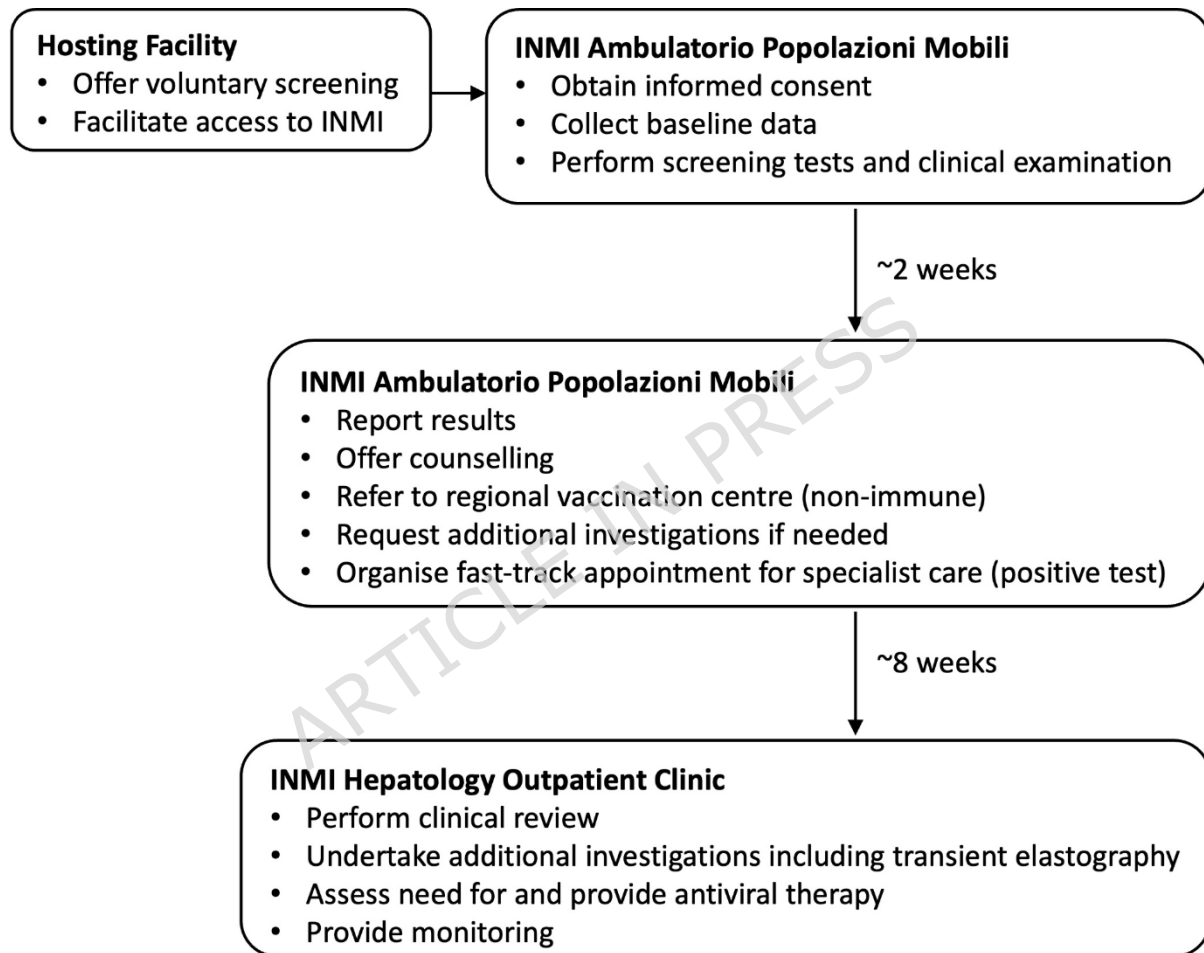 Hosting Facility
• Offer voluntary screening
• Facilitate access to INMI
INMI Ambulatorio Popolazioni Mobili
• Obtain informed consent
• Collect baseline data
• Perform screening tests and clinical examination
~2 weeks
INMI Ambulatorio Popolazioni Mobili
• Report results
• Offer counselling
• Refer to regional vaccination centre (non-immune)
• Request additional investigations if needed
• Organise fast-track appointment for specialist care (positive test)
~8 weeks
INMI Hepatology Outpatient Clinic
• Perform clinical review
• Undertake additional investigations including transient elastography
• Assess need for and provide antiviral therapy
• Provide monitoring
ARTICLE IN PRESS